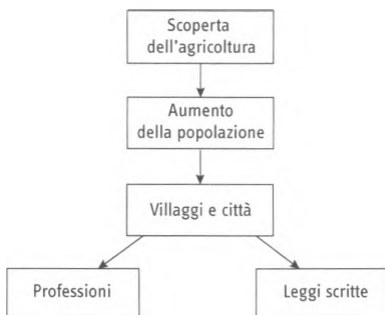 Scoperta
dell'agricoltura
Aumento
della popolazione
Villaggi e città
Professioni
Leggi scritte